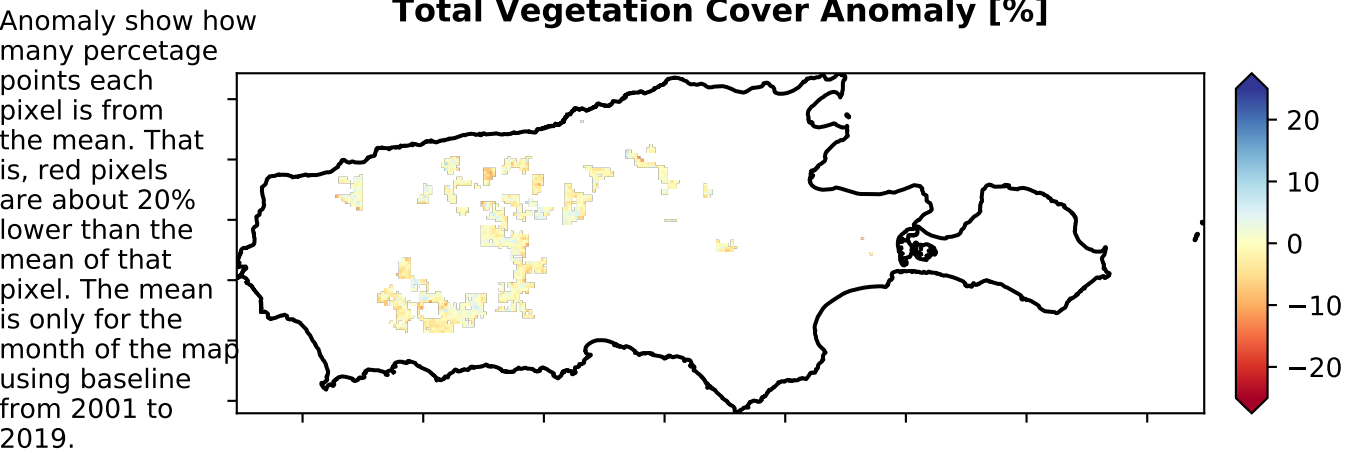 Total Vegetation Cover Anomaly [%]
Anomaly show how
many percetage
points each
pixel is from
the mean. That
is, red pixels
are about 20%
lower than the
mean of that
pixel. The mean
is only for the
month of the map
using baseline
from 2001 to
2019.
20
10
0
−10
−20